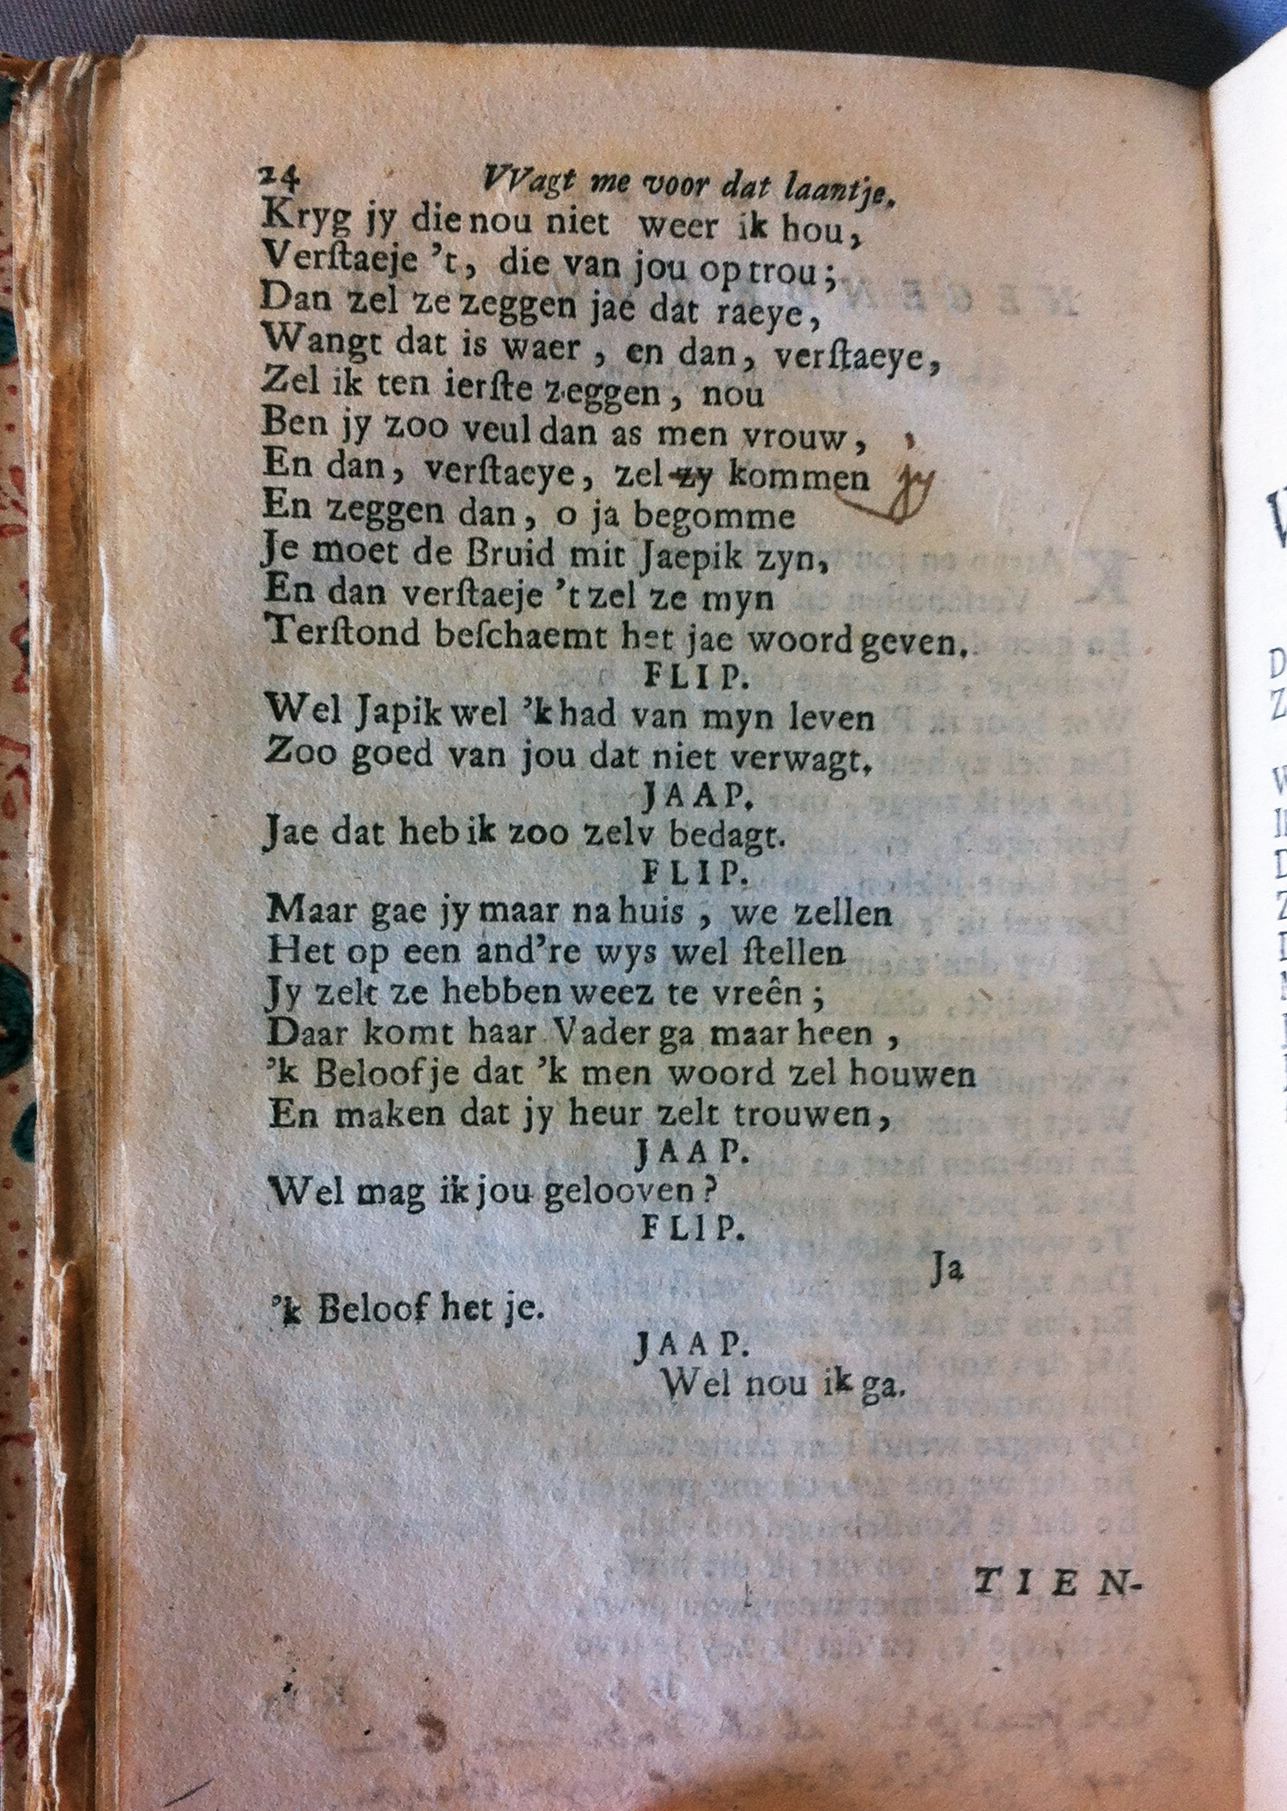 24 VVagt me voor dat laantje.
Kryg jy die nou niet weer ik hou,
Verſtaeje 't, die van jou op trou;
Dan zel ze zeggen jae dat raeye,
Wangt dat is waer, en dan, verſtaeye,
Zel ik ten ierſte zeggen, nou
Ben jy zoo veul dan as men vrouw,
En dan, verſtaeye, zel zy kommen jy
En zeggen dan, o ja begomme
Je moet de Bruid mit Jaepik zyn,
En dan verſtaeje 't zel ze myn
Terſtond beſchaemt het jae woord geven.
FLIP.
Wel Japik wel 'k had van myn leven
Zoo goed van jou dat niet verwagt.
JAAP.
Jae dat heb ik zoo zelv bedagt.
FLIP.
Maar gae jy maar na huis, we zellen
Het op een and're wys wel ſtellen
Jy zelt ze hebben weez te vreên;
Daar komt haar Vader ga maar heen,
'k Beloof je dat 'k men woord zel houwen
En maken dat jy heur zelt trouwen,
JAAP.
Wel mag ik jou gelooven?
FLIP.
Ja
'k Beloof het je.
JAAP.
Wel nou ik ga.
TIEN-